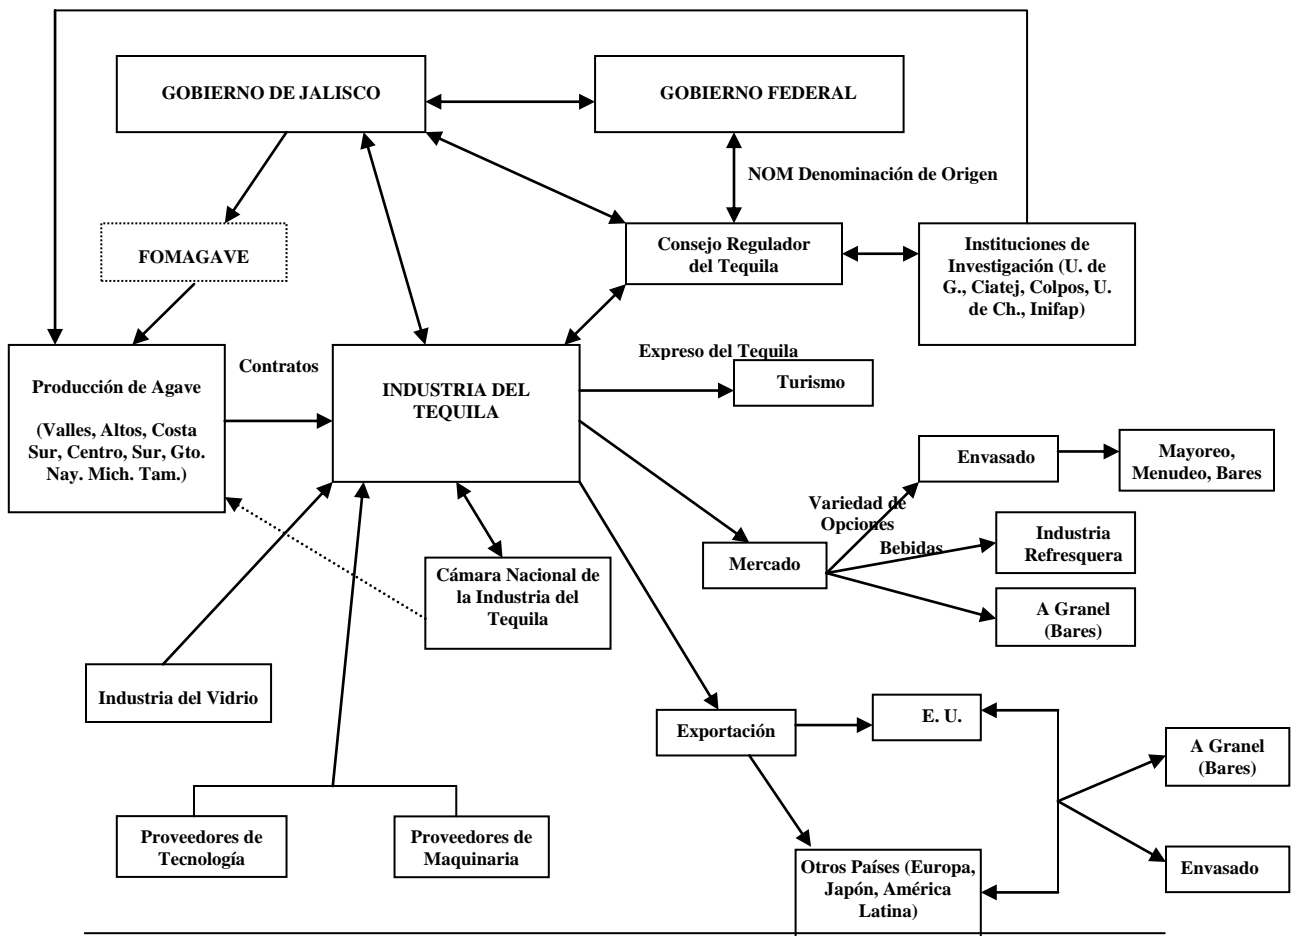 GOBIERNO DE JALISCO
GOBIERNO FEDERAL
NOM Denominación de Origen
FOMAGAVE
Consejo Regulador
del Tequila
Instituciones de
Investigación (U. de
G., Ciatej, Colpos, U.
de Ch., Inifap)
Producción de Agave
(Valles, Altos, Costa
Sur, Centro, Sur, Gto.
Nay. Mich. Tam.)
Contratos
INDUSTRIA DEL
TEQUILA
Expreso del Tequila
Turismo
Envasado
Mayoreo,
Menudeo, Bares
Variedad de
Opciones
Bebidas
Industria
Refresquera
Mercado
A Granel
(Bares)
Cámara Nacional de
la Industria del
Tequila
Industria del Vidrio
Exportación
E. U.
A Granel
(Bares)
Proveedores de
Tecnología
Proveedores de
Maquinaria
Otros Países (Europa,
Japón, América
Latina)
Envasado